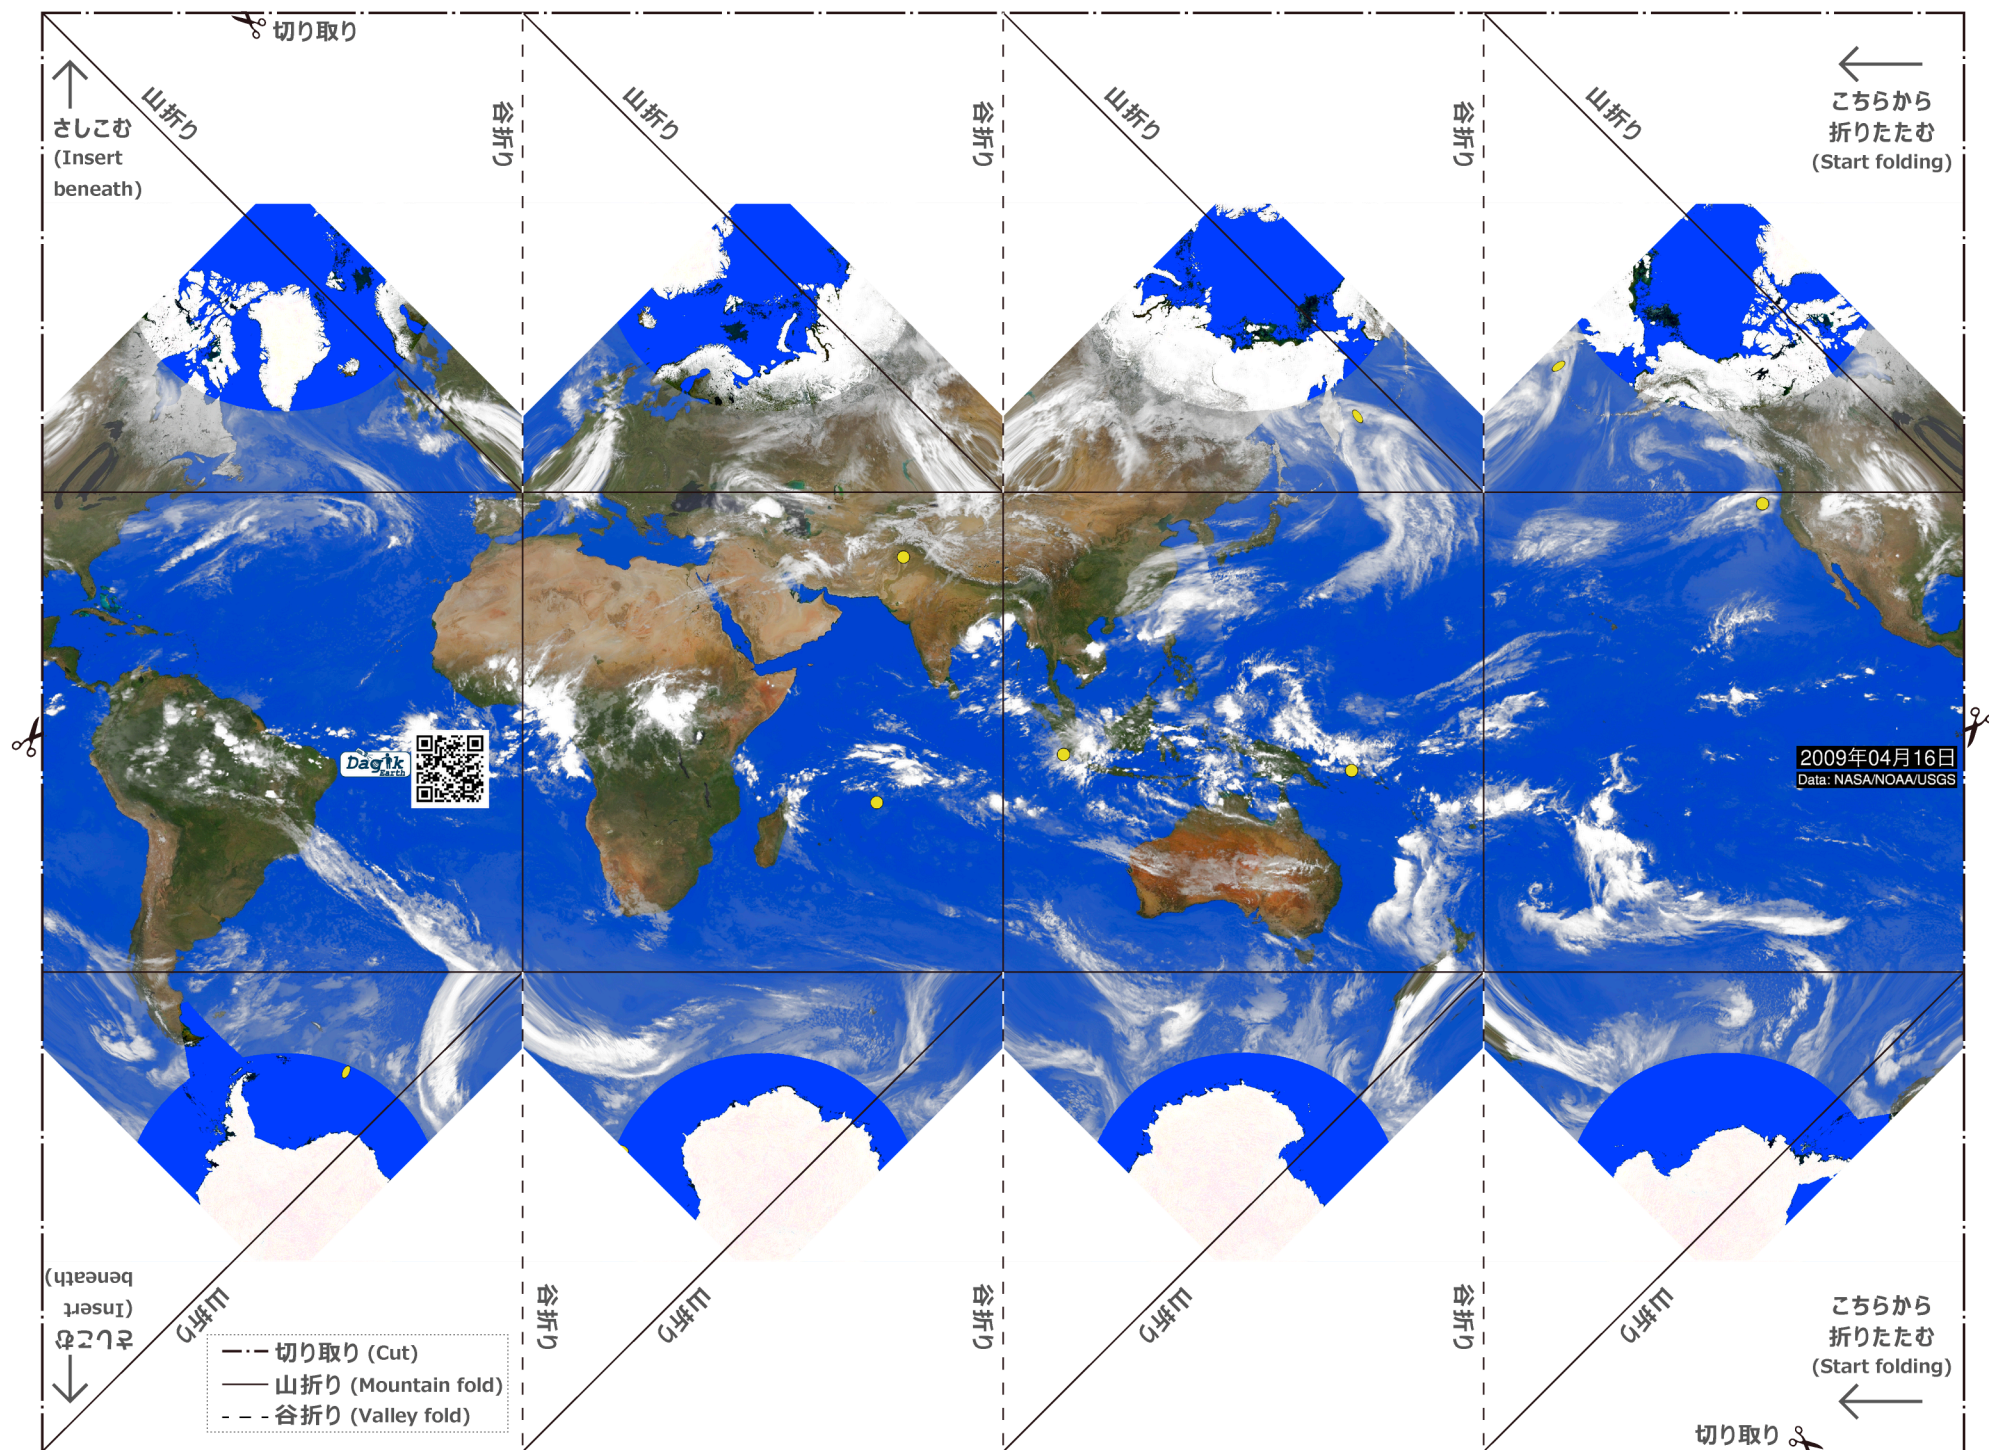 切り取り
さしこむ
(Insert
beneath)
山折り
谷折り
山折り
谷折り
山折り
谷折り
山折り
こちらから
折りたたむ
(Start folding)
Dagik
Earth
2009年04月16日
Data: NASA/NOAA/USGS
さしこむ
(Insert
beneath)
山折り
谷折り
山折り
谷折り
山折り
谷折り
山折り
こちらから
折りたたむ
(Start folding)
切り取り (Cut)
山折り (Mountain fold)
谷折り (Valley fold)
切り取り